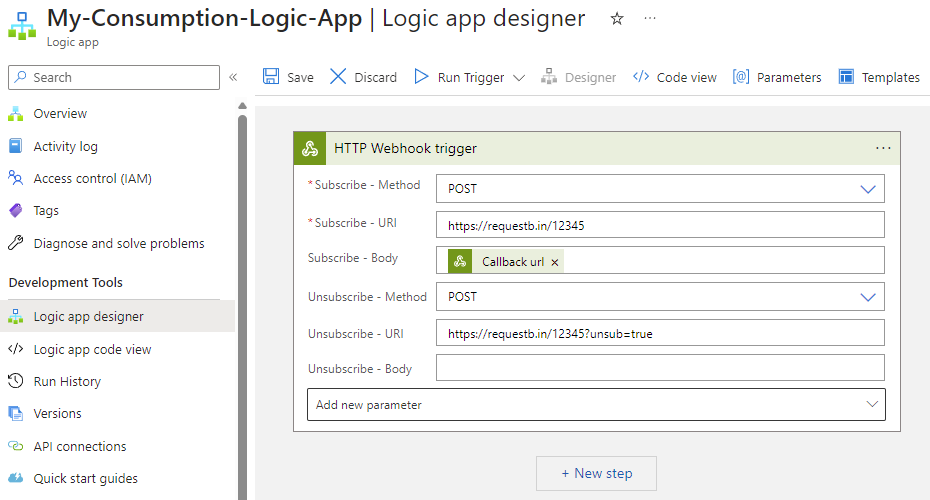 My-Consumption-Logic-App | Logic app designer ☆ ···
Logic app
Search «
Save Discard Run Trigger Designer Code view [@] Parameters Templates
Overview
Activity log
Access control (IAM)
Tags
Diagnose and solve problems
Development Tools
Logic app designer
</> Logic app code view
Run History
Versions
API connections
Quick start guides
HTTP Webhook trigger ···
*Subscribe - Method POST
*Subscribe - URI https://requestb.in/12345
Subscribe - Body Callback url ×
Unsubscribe - Method POST
Unsubscribe - URI https://requestb.in/12345?unsub=true
Unsubscribe - Body
Add new parameter
+ New step